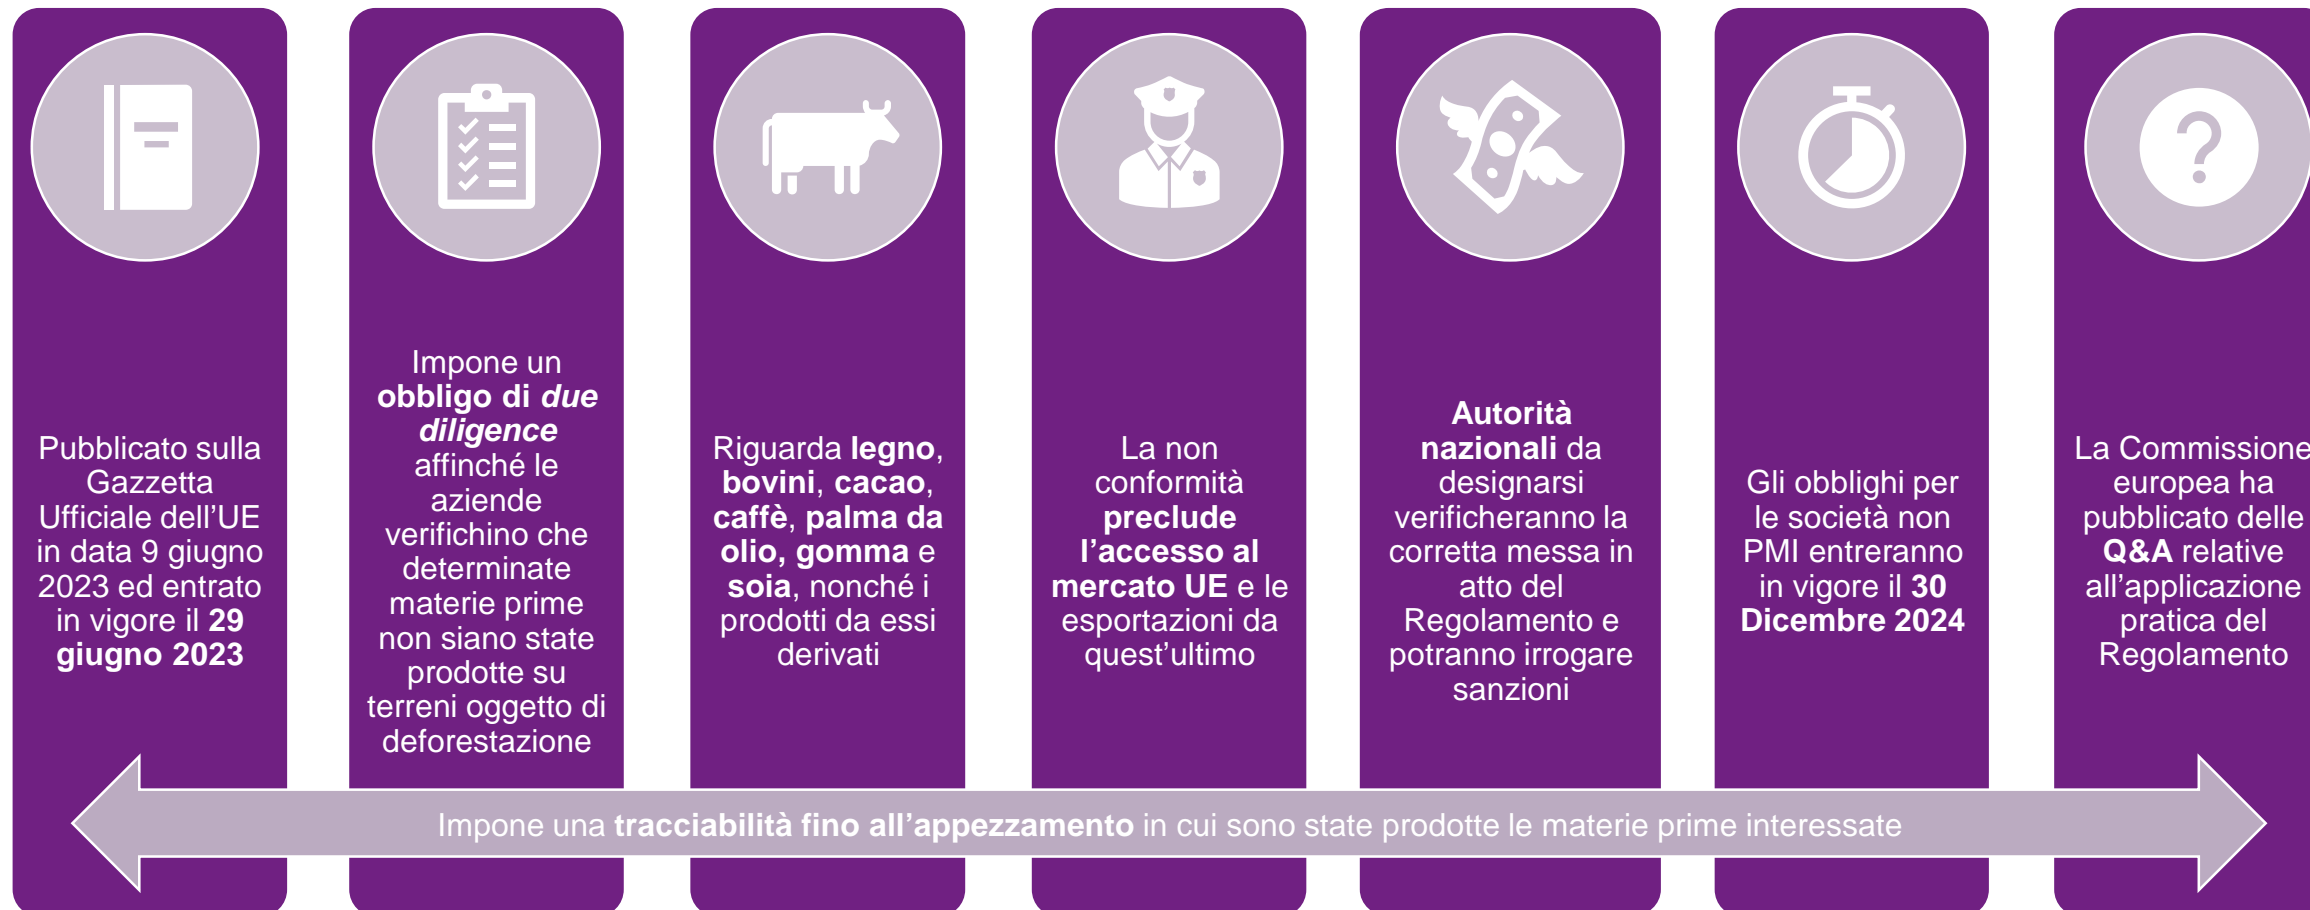 Pubblicato sulla
Gazzetta
Ufficiale dell’UE
in data 9 giugno
2023 ed entrato
in vigore il 29
giugno 2023
Impone un
obbligo di due
diligence
affinché le
aziende
verifichino che
determinate
materie prime
non siano state
prodotte su
terreni oggetto di
deforestazione
Riguarda legno,
bovini, cacao,
caffè, palma da
olio, gomma e
soia, nonché i
prodotti da essi
derivati
La non
conformità
preclude
l’accesso al
mercato UE e le
esportazioni da
quest’ultimo
Autorità
nazionali da
designarsi
verificheranno la
corretta messa in
atto del
Regolamento e
potranno irrogare
sanzioni
Gli obblighi per
le società non
PMI entreranno
in vigore il 30
Dicembre 2024
La Commissione
europea ha
pubblicato delle
Q&A relative
all’applicazione
pratica del
Regolamento
Impone una tracciabilità fino all’appezzamento in cui sono state prodotte le materie prime interessate